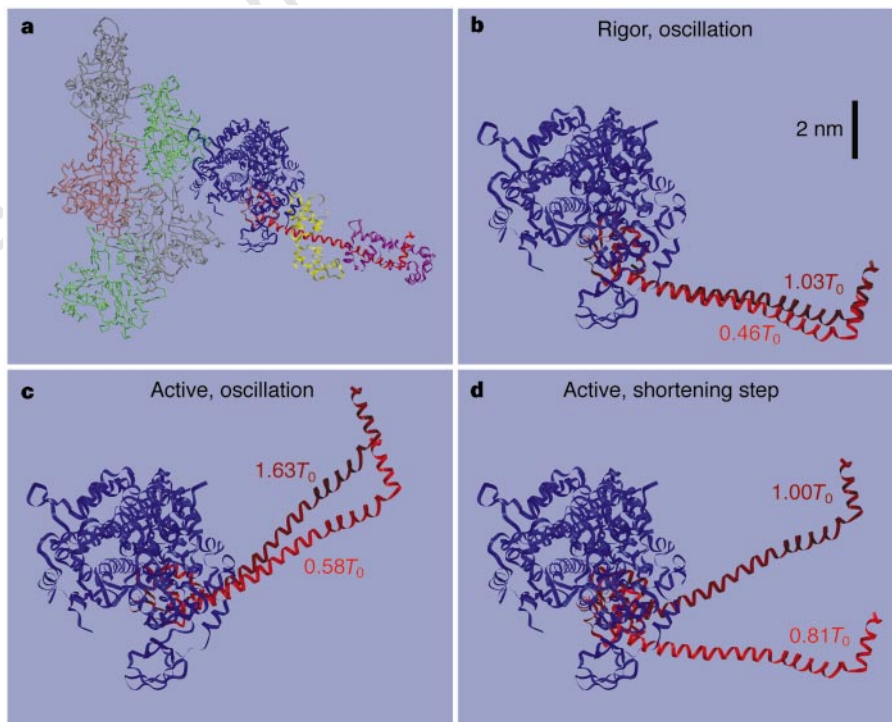 a
b Rigor, oscillation
2 nm
1.03T₀
0.46T₀
c Active, oscillation
1.63T₀
0.58T₀
d Active, shortening step
1.00T₀
0.81T₀